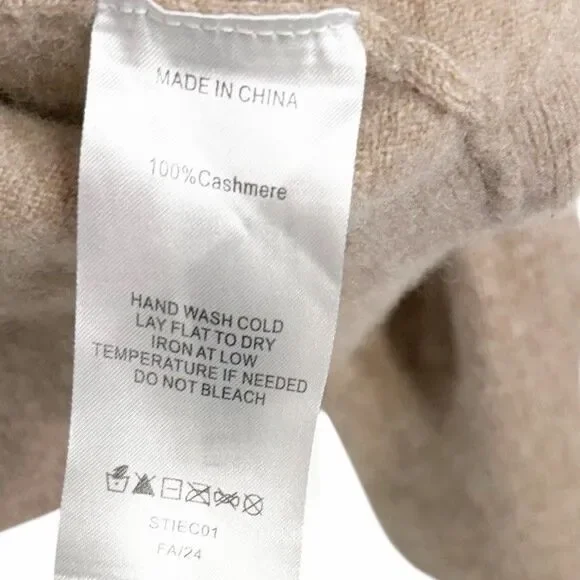 MADE IN CHINA
100%Cashmere
HAND WASH COLD
LAY FLAT TO DRY
IRON AT LOW
TEMPERATURE IF NEEDED
DO NOT BLEACH
STIEC01
FA/24